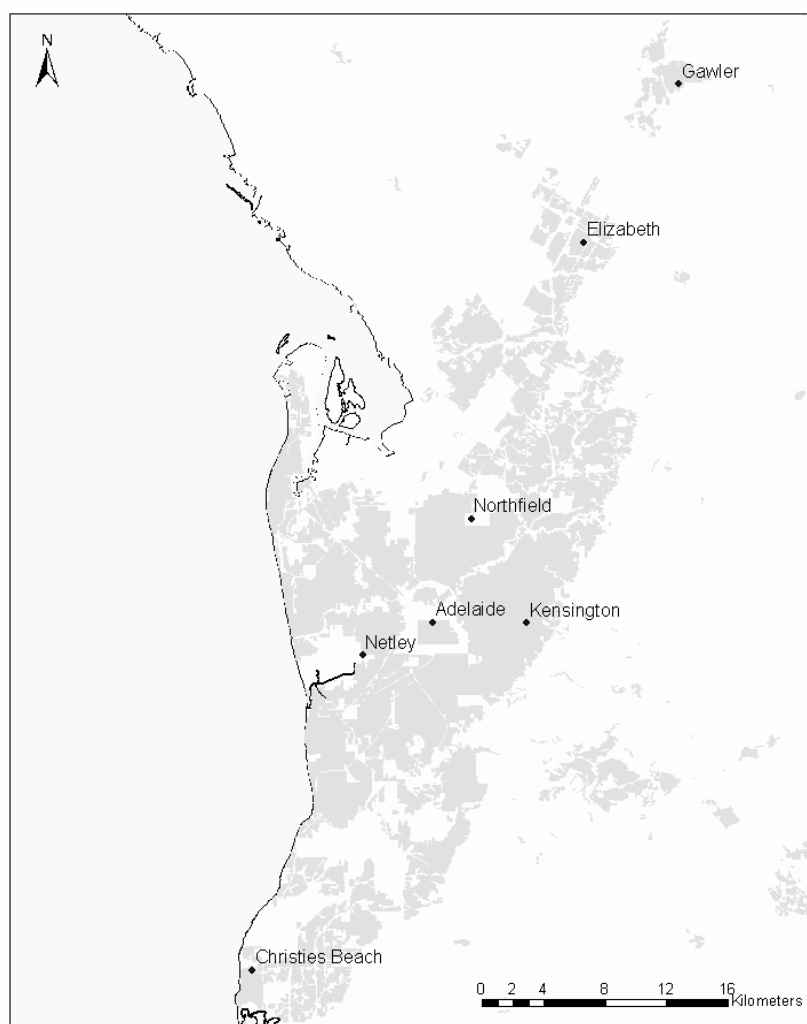 N
Gawler
Elizabeth
Northfield
Adelaide
Kensington
Netley
Christies Beach
0 2 4 8 12 16
Kilometers